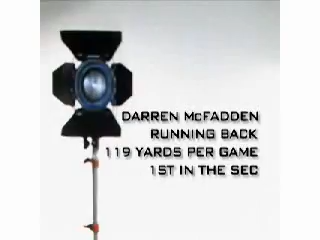 DARREN McFADDEN
RUNNING BACK
119 YARDS PER GAME
1ST IN THE SEC